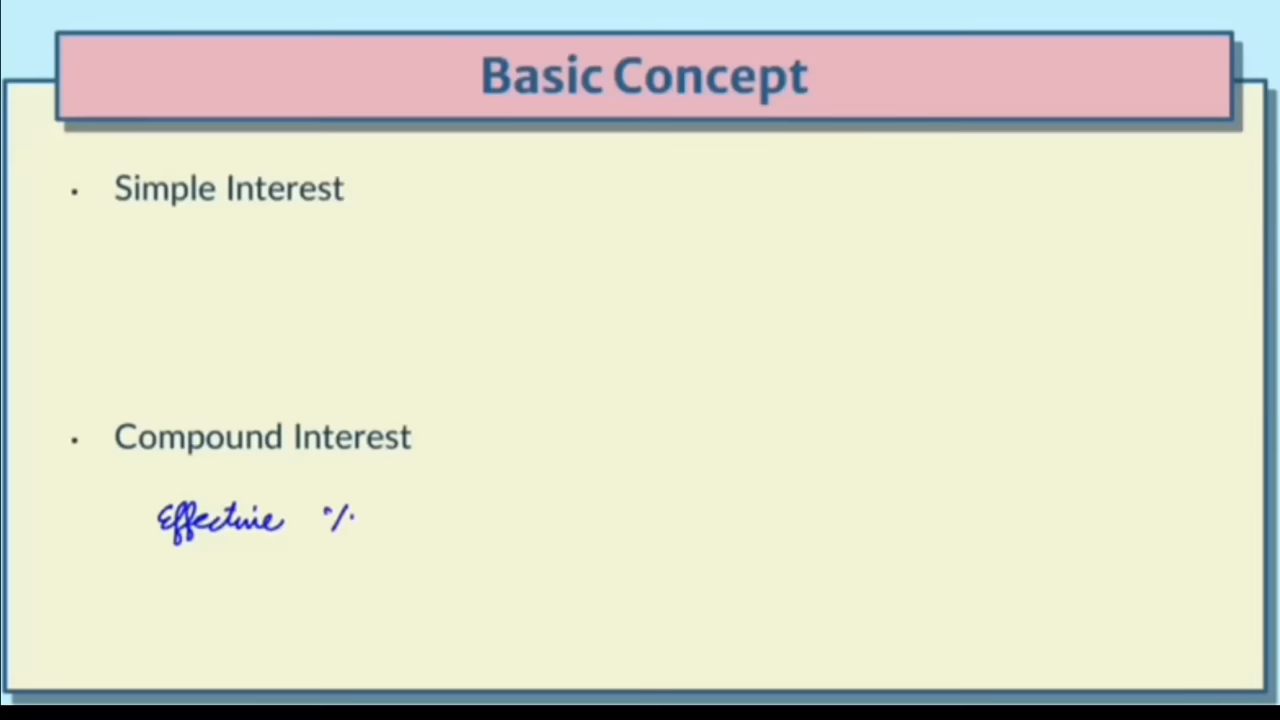 Basic Concept
· Simple Interest
· Compound Interest
Effective %